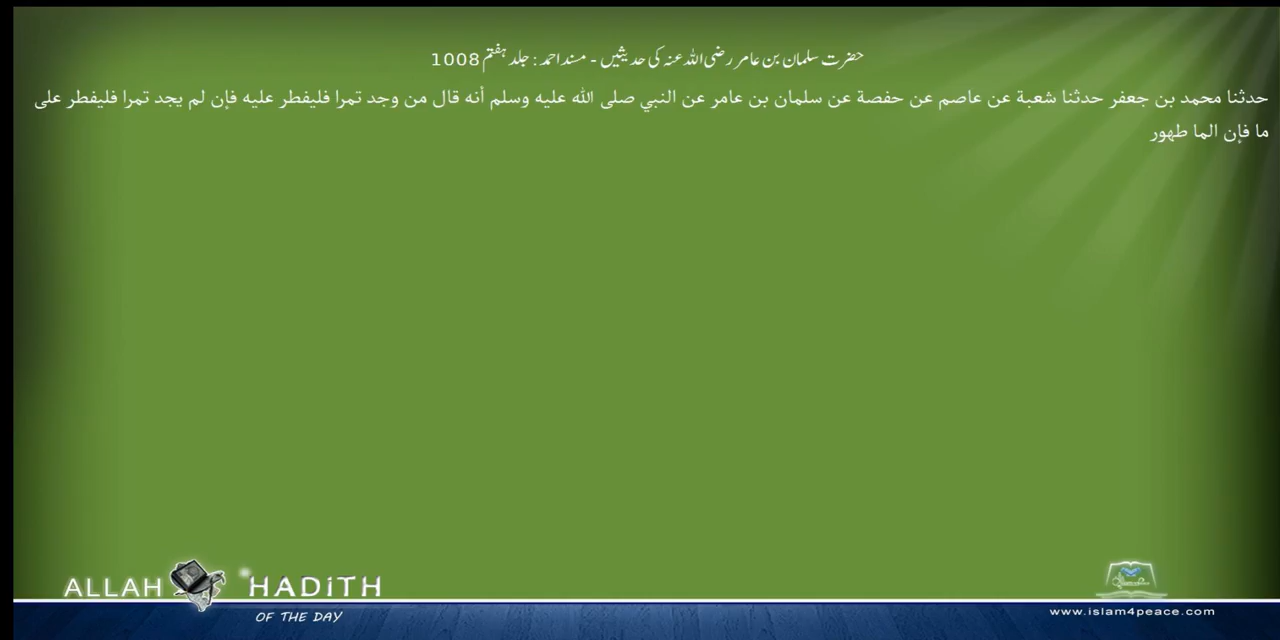 حضرت سلمان بن عامر رضی اللہ عنہ کی حدیثیں - مسند احمد : جلد ہفتم 1008
حدثنا محمد بن جعفر حدثنا شعبة عن عاصم عن حفصة عن سلمان بن عامر عن النبي صلى الله عليه وسلم أنه قال من وجد تمرا فليفطر عليه فإن لم يجد تمرا فليفطر على
ما فإن الما طهور
ALLAH HADITH
OF THE DAY
www.islam4peace.com